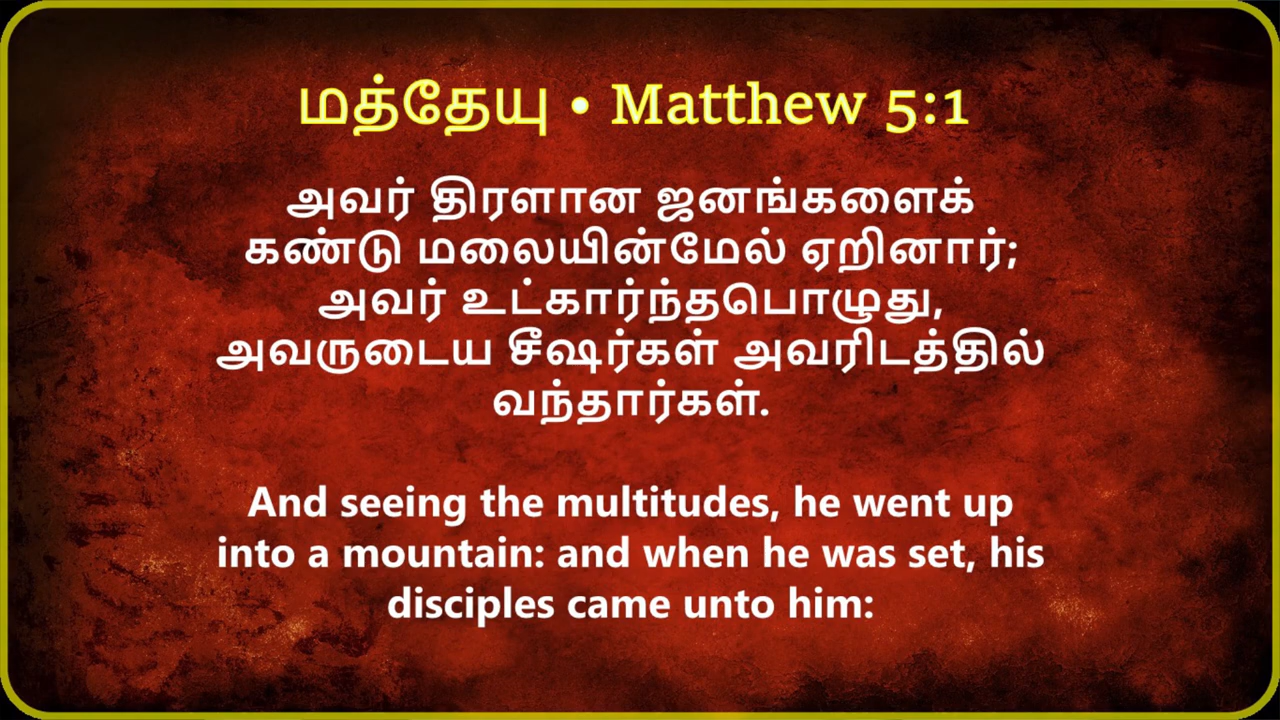 மத்தேயு • Matthew 5:1
அவர் திரளான ஜனங்களைக்
கண்டு மலையின்மேல் ஏறினார்;
அவர் உட்கார்ந்தபொழுது,
அவருடைய சீஷர்கள் அவரிடத்தில்
வந்தார்கள்.
And seeing the multitudes, he went up
into a mountain: and when he was set, his
disciples came unto him: